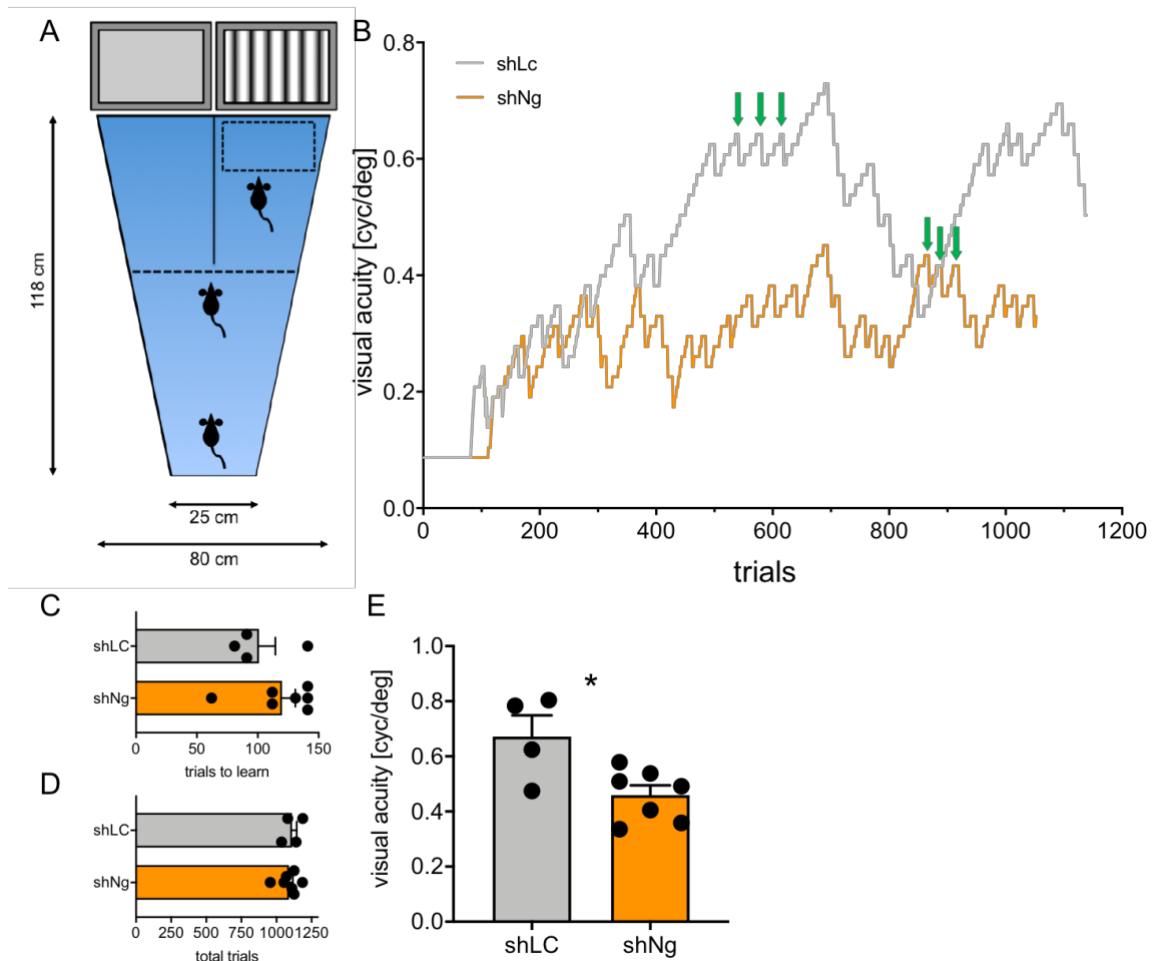 A
118 cm
25 cm
80 cm
B
shLc
shNg
visual acuity [cyc/deg]
0.8
0.6
0.4
0.2
0.0
0 200 400 600 800 1000 1200
trials
C
shLC
shNg
0 50 100 150
trials to learn
D
shLC
shNg
0 250 500 750 1000 1250
total trials
E
visual acuity [cyc/deg]
1.0
0.8
0.6
0.4
0.2
0.0
*
shLC shNg